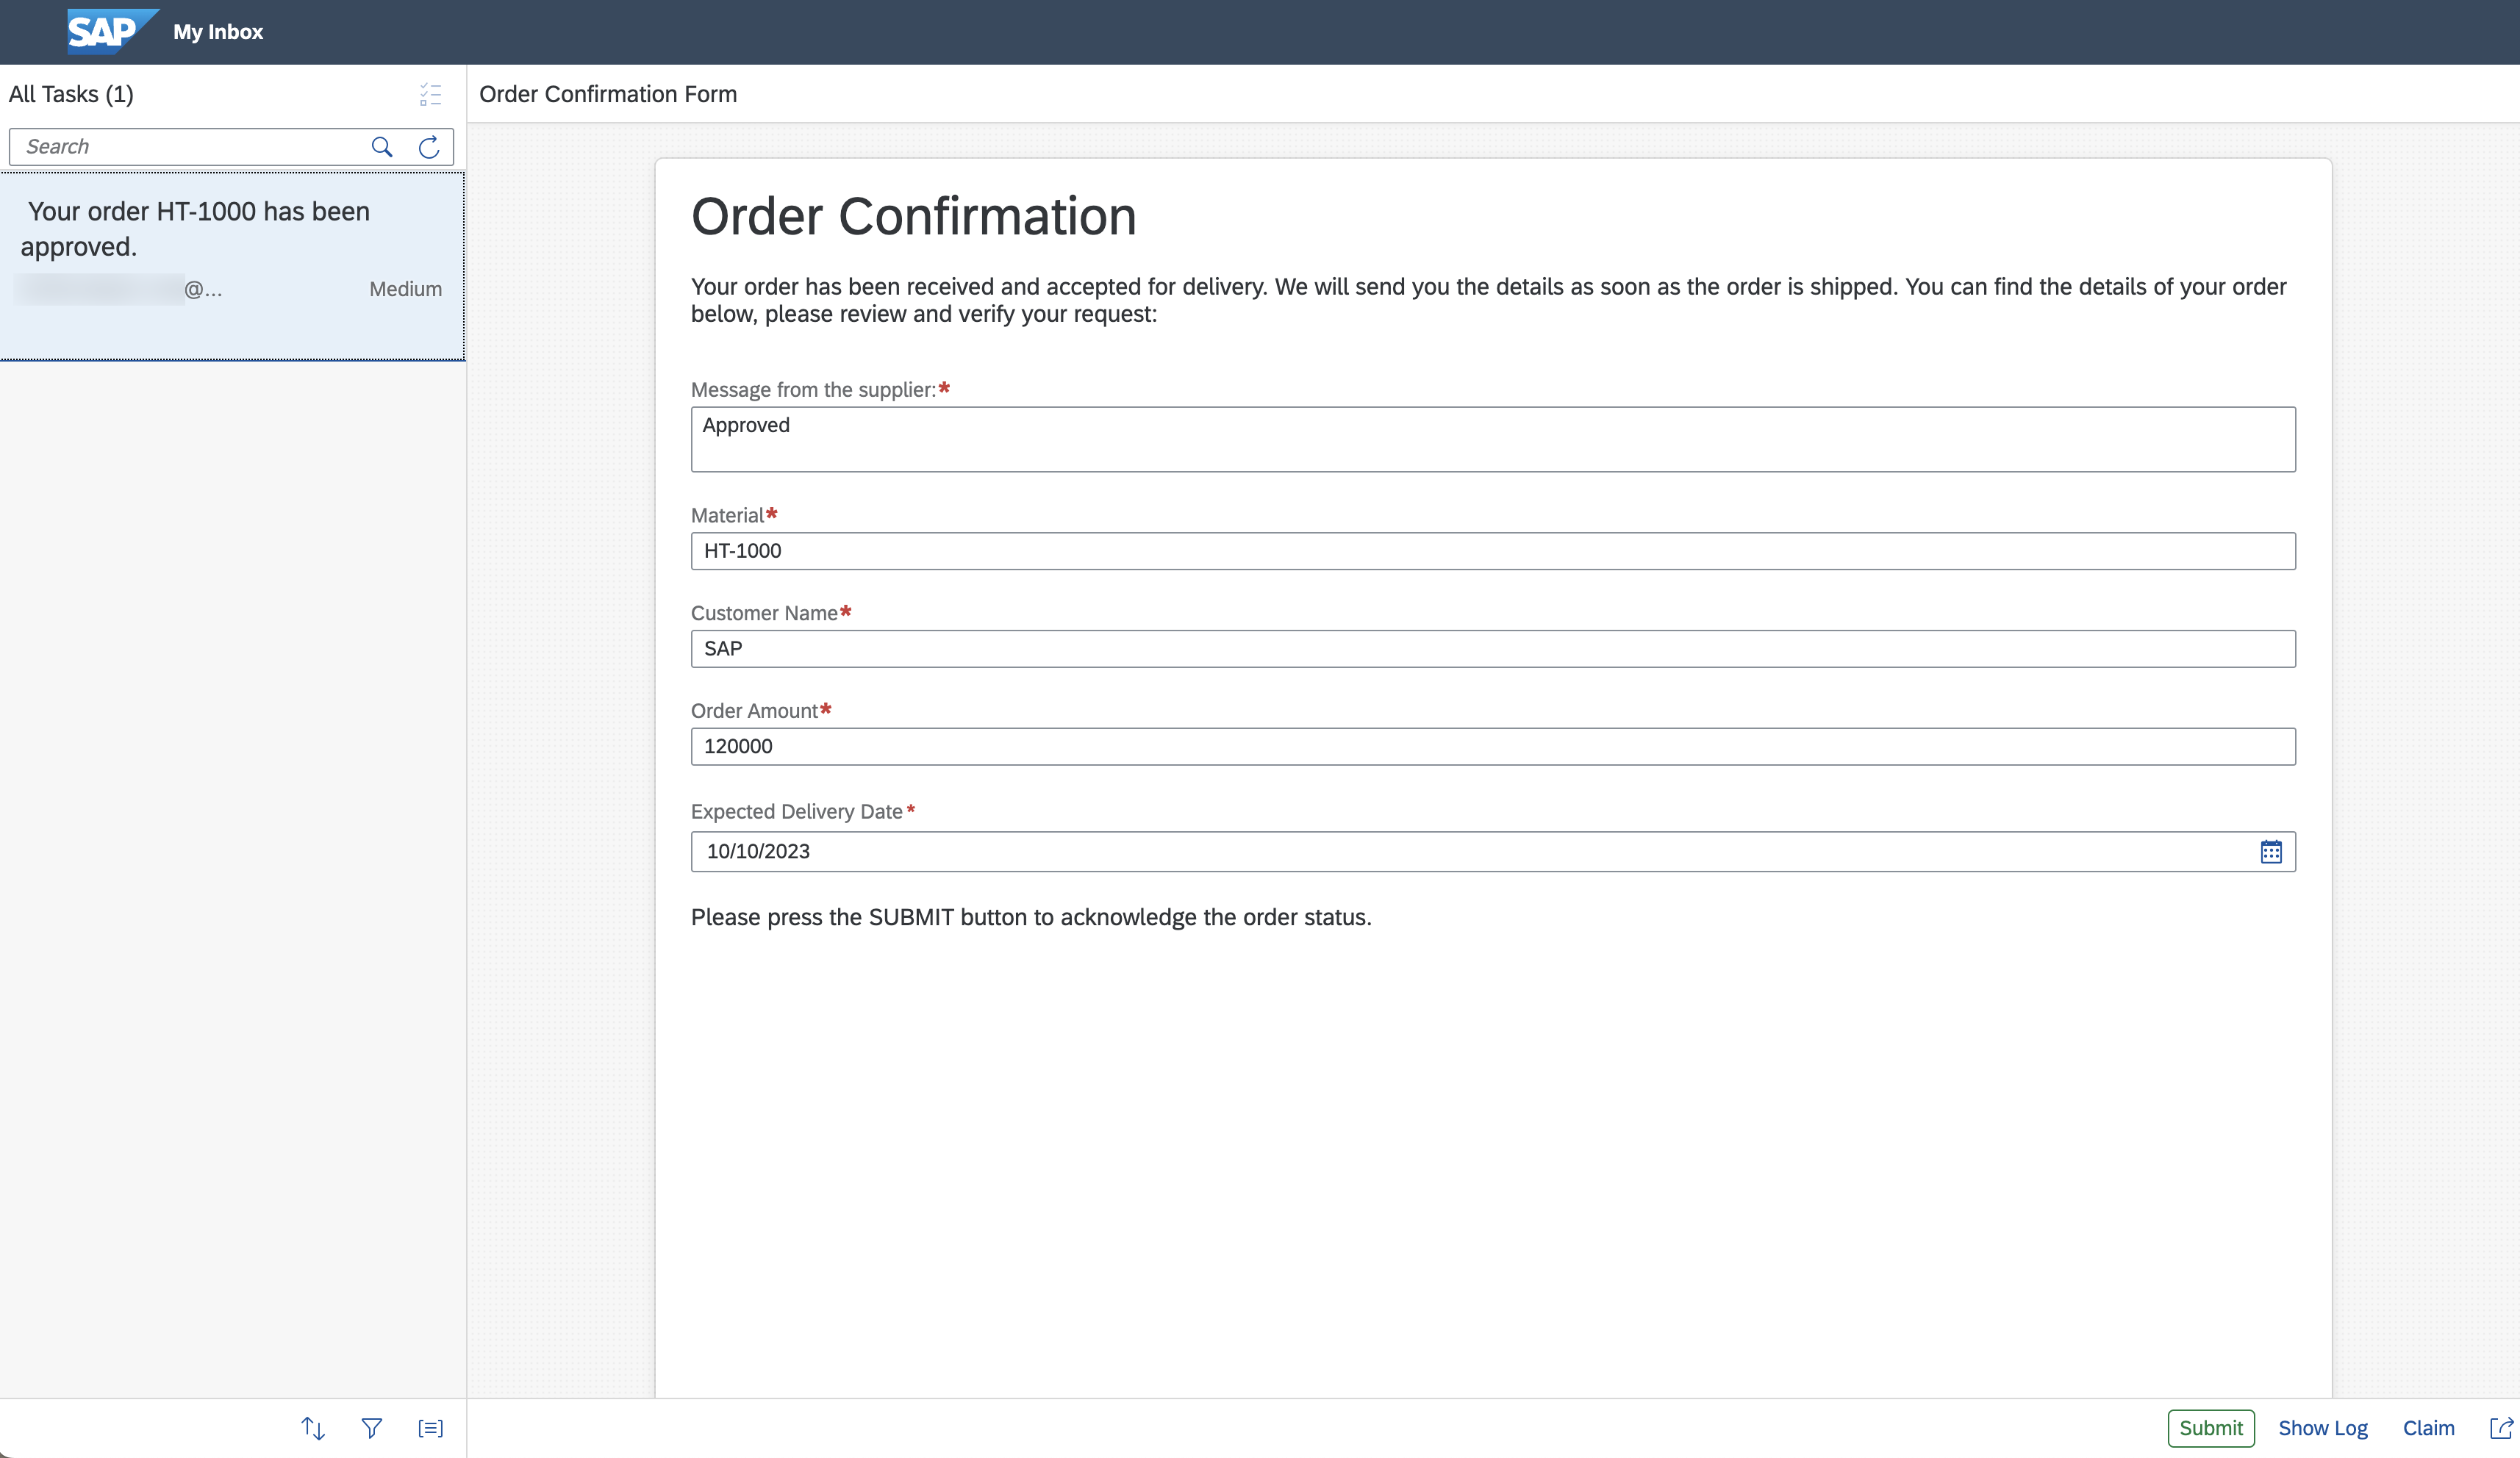 SAP My Inbox
All Tasks (1)
Search
Your order HT-1000 has been
approved.
@... Medium
Order Confirmation Form
Order Confirmation
Your order has been received and accepted for delivery. We will send you the details as soon as the order is shipped. You can find the details of your order
below, please review and verify your request:
Message from the supplier:*
Approved
Material*
HT-1000
Customer Name*
SAP
Order Amount*
120000
Expected Delivery Date*
10/10/2023
Please press the SUBMIT button to acknowledge the order status.
Submit Show Log Claim